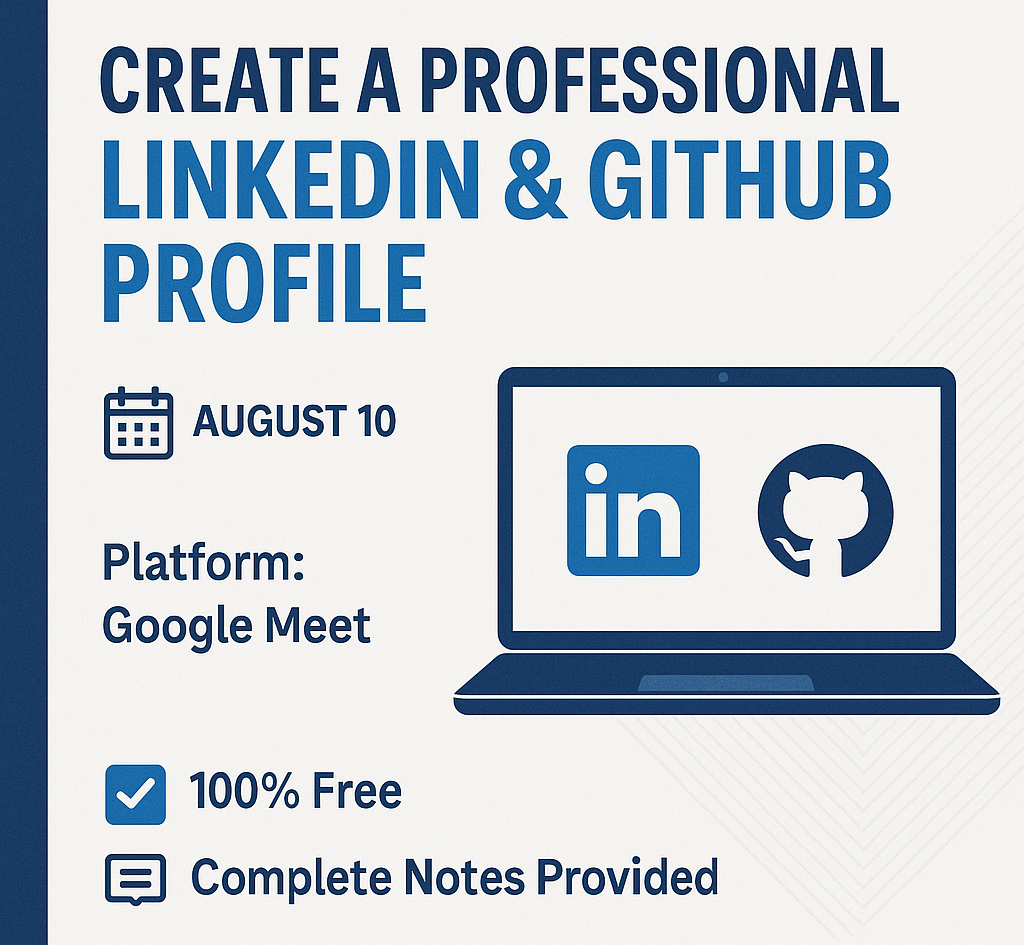 CREATE A PROFESSIONAL
LINKEDIN & GITHUB
PROFILE
AUGUST 10
in
Platform:
Google Meet
100% Free
Complete Notes Provided